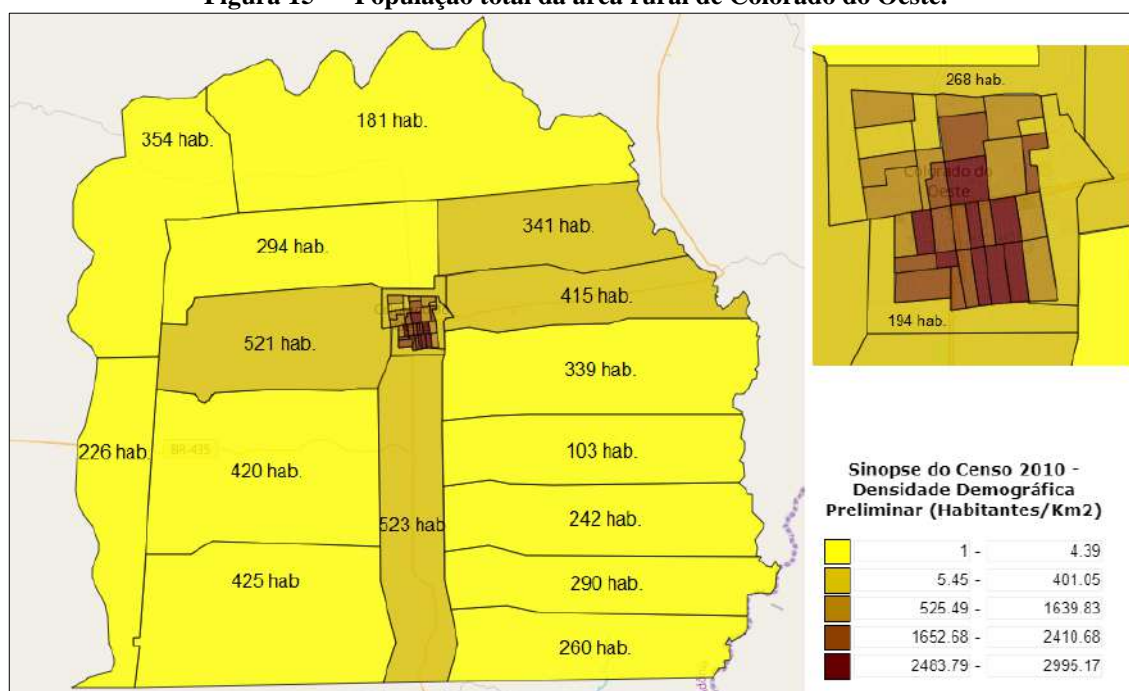 Figura 15 — População total da área rural de Colorado do Oeste.
354 hab.
181 hab.
294 hab.
341 hab.
415 hab.
521 hab.
339 hab.
226 hab.
BR-435
420 hab.
103 hab.
523 hab
242 hab.
425 hab
290 hab.
260 hab.
268 hab.
Colorado do
Oeste
194 hab.
Sinopse do Censo 2010 -
Densidade Demográfica
Preliminar (Habitantes/Km2)
1 - 4.39
5.45 - 401.05
525.49 - 1639.83
1652.68 - 2410.68
2483.79 - 2995.17